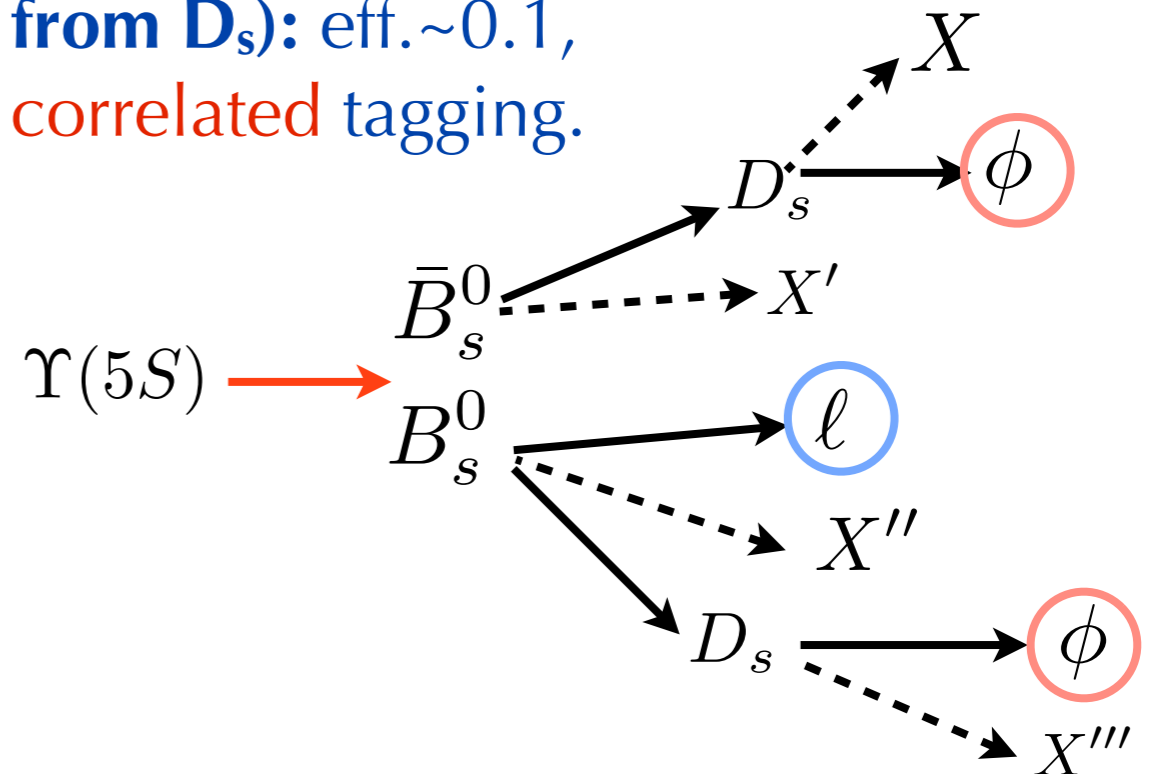 from Dₛ): eff.~0.1,
correlated tagging.
X
Dₛ
ϕ
B̄ₛ⁰
X′
ϒ(5S)
Bₛ⁰
ℓ
X″
Dₛ
ϕ
X‴